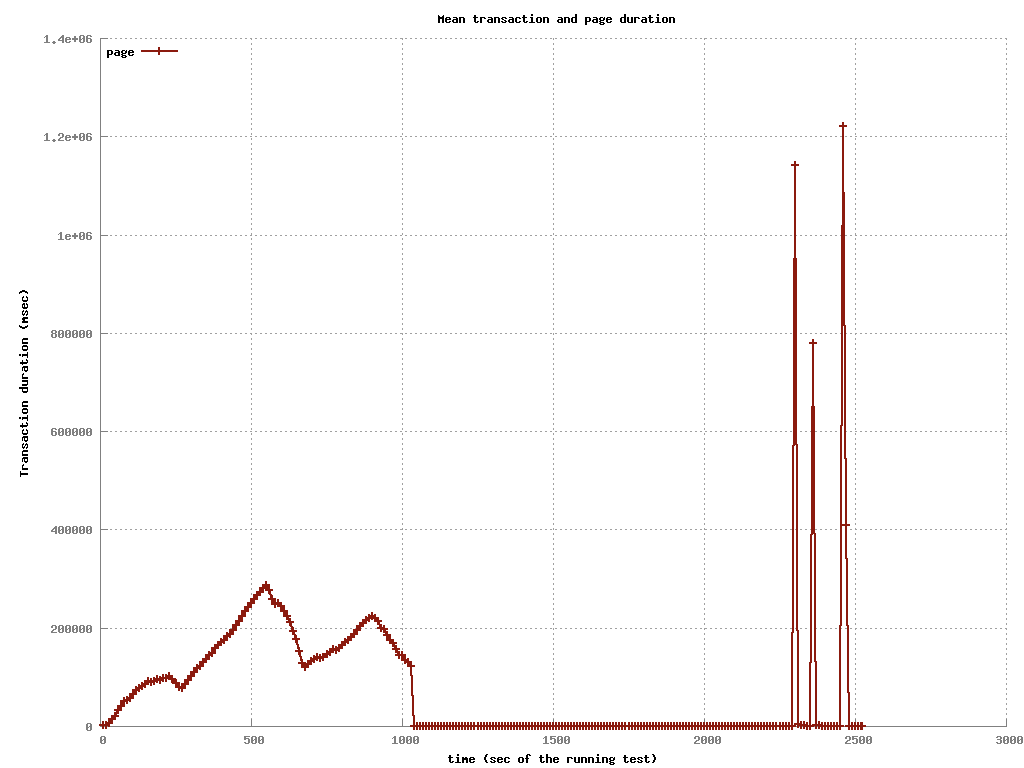 Mean transaction and page duration
1.4e+06
page
1.2e+06
1e+06
800000
Transaction duration (msec)
600000
400000
200000
0
0 500 1000 1500 2000 2500 3000
time (sec of the running test)